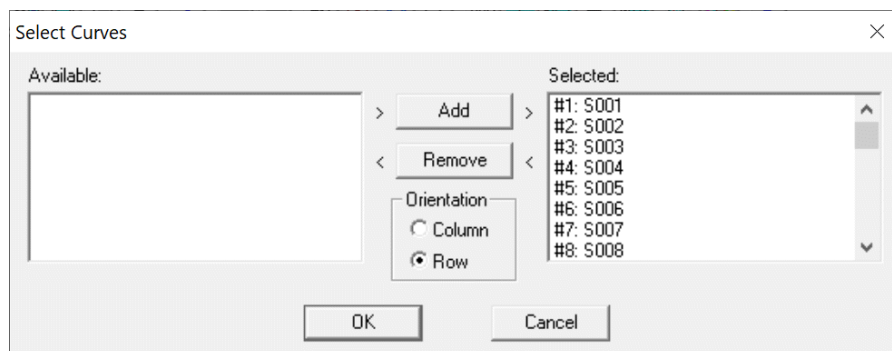 Select Curves
Available:
Selected:
> Add >
< Remove <
Orientation
Column
Row
#1: S001
#2: S002
#3: S003
#4: S004
#5: S005
#6: S006
#7: S007
#8: S008
OK
Cancel